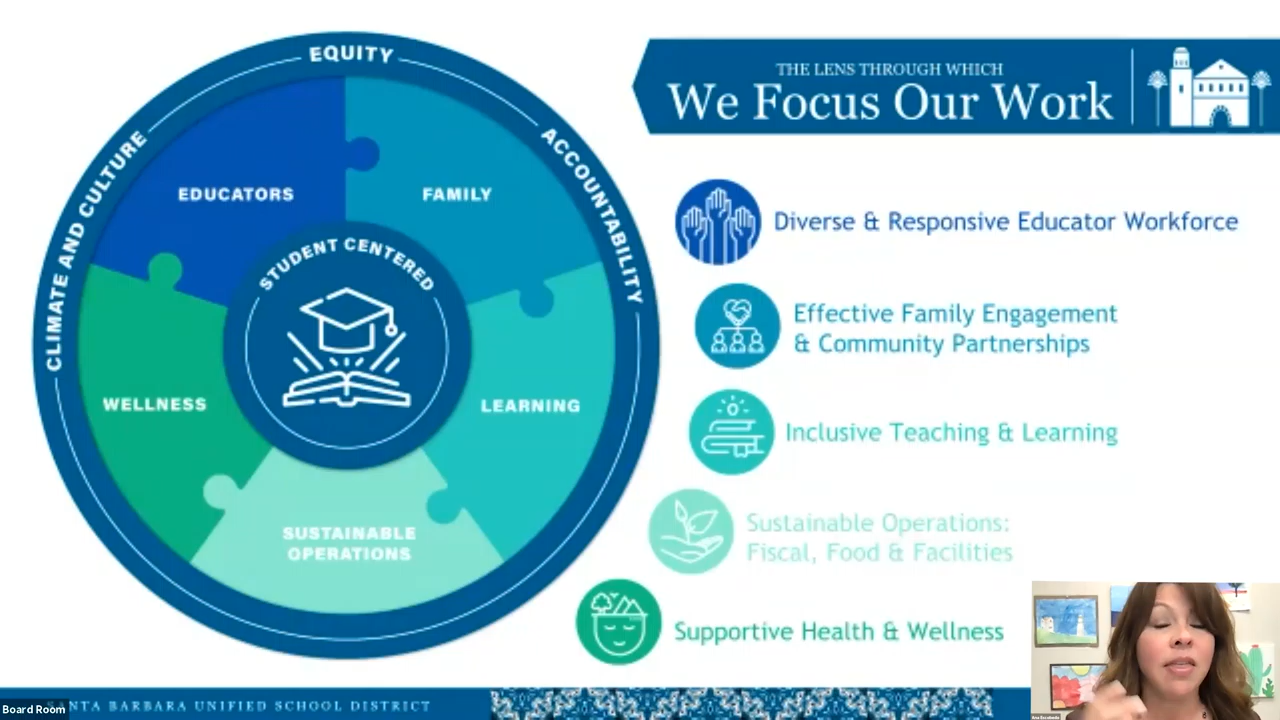 EQUITY
CLIMATE AND CULTURE
ACCOUNTABILITY
EDUCATORS
FAMILY
STUDENT CENTERED
WELLNESS
LEARNING
SUSTAINABLE
OPERATIONS
THE LENS THROUGH WHICH
We Focus Our Work
Diverse & Responsive Educator Workforce
Effective Family Engagement
& Community Partnerships
Inclusive Teaching & Learning
Sustainable Operations:
Fiscal, Food & Facilities
Supportive Health & Wellness
ANTA BARBARA UNIFIED SCHOOL DISTRICT
Board Room